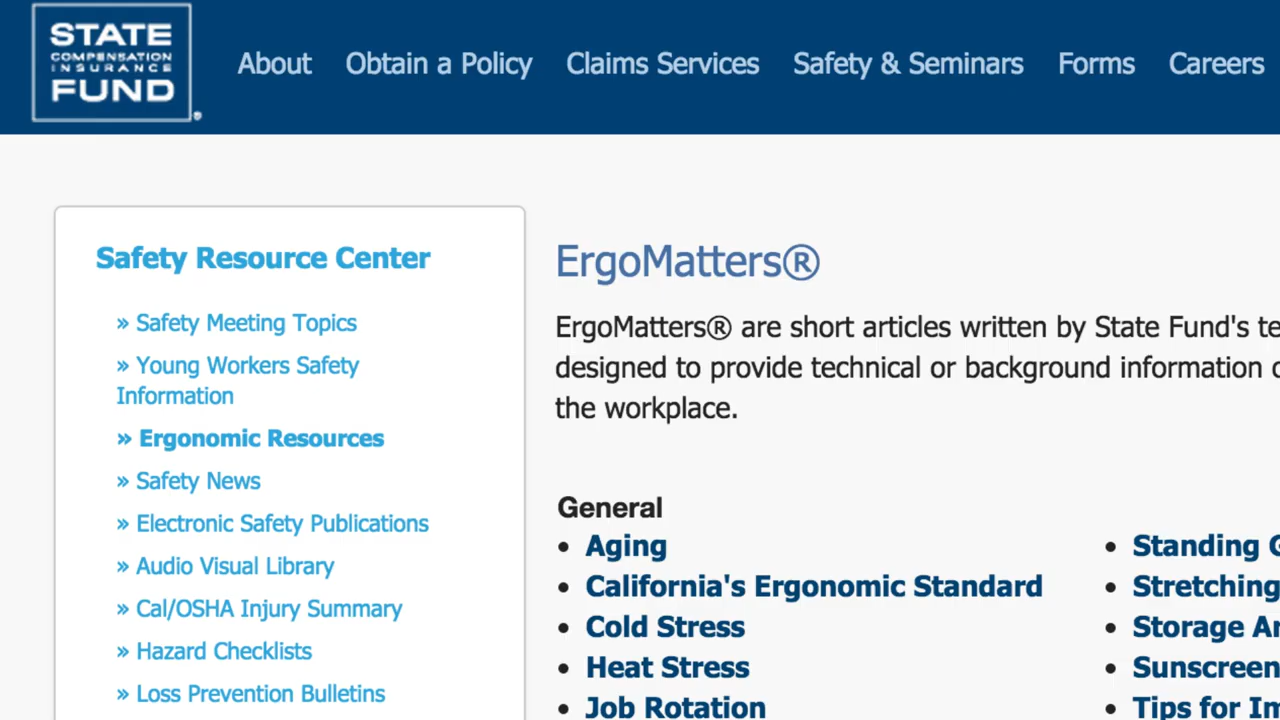 STATE
COMPENSATION
INSURANCE
FUND
About Obtain a Policy Claims Services Safety & Seminars Forms Careers
Safety Resource Center
» Safety Meeting Topics
» Young Workers Safety
Information
» Ergonomic Resources
» Safety News
» Electronic Safety Publications
» Audio Visual Library
» Cal/OSHA Injury Summary
» Hazard Checklists
» Loss Prevention Bulletins
ErgoMatters®
ErgoMatters® are short articles written by State Fund's te
designed to provide technical or background information
the workplace.
General
• Aging
• California's Ergonomic Standard
• Cold Stress
• Heat Stress
• Job Rotation
• Standing
• Stretching
• Storage
• Sunscreen
• Tips for